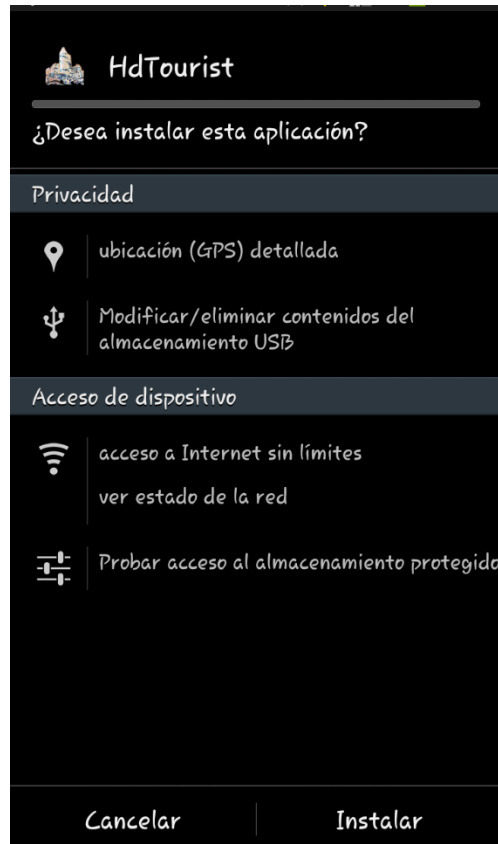 HdTourist
¿Desea instalar esta aplicación?
Privacidad
ubicación (GPS) detallada
Modificar/eliminar contenidos del
almacenamiento USB
Acceso de dispositivo
acceso a Internet sin límites
ver estado de la red
Probar acceso al almacenamiento protegido
Cancelar
Instalar